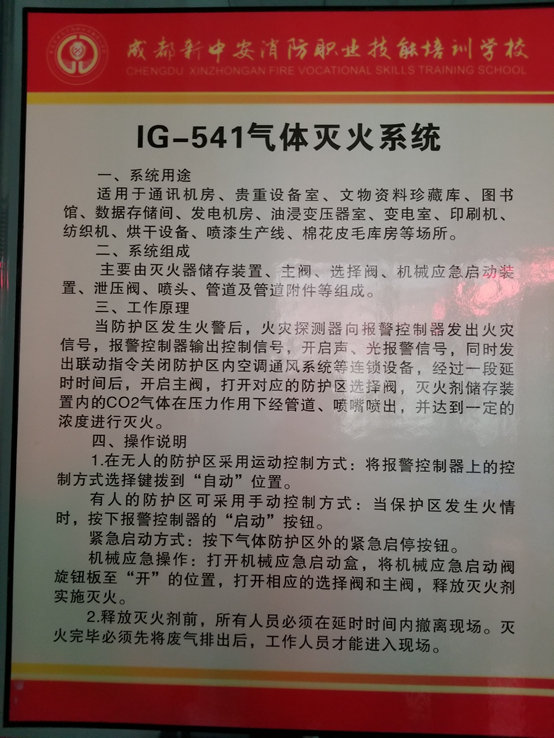 成都新中安消防职业技能培训学校
CHENGDU XINZHONGAN FIRE VOCATIONAL SKILLS TRAINING SCHOOL
IG-541气体灭火系统
一、系统用途
适用于通讯机房、贵重设备室、文物资料珍藏库、图书
馆、数据存储间、发电机房、油浸变压器室、变电室、印刷机、
纺织机、烘干设备、喷漆生产线、棉花皮毛库房等场所。
二、系统组成
主要由灭火器储存装置、主阀、选择阀、机械应急启动装
置、泄压阀、喷头、管道及管道附件等组成。
三、工作原理
当防护区发生火警后，火灾探测器向报警控制器发出火灾
信号，报警控制器输出控制信号，开启声、光报警信号，同时发
出联动指令关闭防护区内空调通风系统等连锁设备，经过一段延
时时间后，开启主阀，打开对应的防护区选择阀，灭火剂储存装
置内的CO2气体在压力作用下经管道、喷嘴喷出，并达到一定的
浓度进行灭火。
四、操作说明
1.在无人的防护区采用运动控制方式：将报警控制器上的控
制方式选择键拨到“自动”位置。
有人的防护区可采用手动控制方式：当保护区发生火情
时，按下报警控制器的“启动”按钮。
紧急启动方式：按下气体防护区外的紧急启停按钮。
机械应急操作：打开机械应急启动盒，将机械应急启动阀
旋钮板至“开”的位置，打开相应的选择阀和主阀，释放灭火剂
实施灭火。
2.释放灭火剂前，所有人员必须在延时时间内撤离现场。灭
火完毕必须先将废气排出后，工作人员才能进入现场。